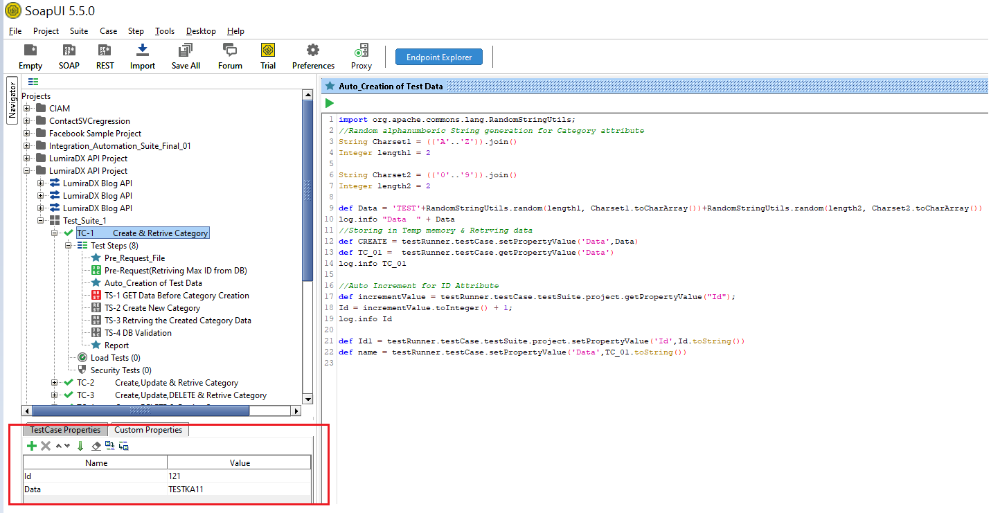 SoapUI 5.5.0
File Project Suite Case Step Tools Desktop Help
Empty SOAP REST Import Save All Forum Trial Preferences Proxy Endpoint Explorer
Navigator
Projects
CIAM
ContactSVCregression
Facebook Sample Project
Integration_Automation_Suite_Final_01
LumiraDX API Project
LumiraDX API Project
LumiraDX Blog API
LumiraDX Blog API
LumiraDX Blog API
Test_Suite_1
TC-1 Create & Retrive Category
Test Steps (8)
Pre_Request_File
Pre-Request(Retriving Max ID from DB)
Auto_Creation of Test Data
TS-1 GET Data Before Category Creation
TS-2 Create New Category
TS-3 Retrving the Created Category Data
TS-4 DB Validation
Report
Load Tests (0)
Security Tests (0)
TC-2 Create,Update & Retrive Category
TC-3 Create,Update,DELETE & Retrive Category
TestCase Properties Custom Properties
Name Value
Id 121
Data TESTKA11
Auto_Creation of Test Data
1 import org.apache.commons.lang.RandomStringUtils;
2 //Random alphanumberic String generation for Category attribute
3 String Charset1 = (('A'..'Z')).join()
4 Integer length1 = 2
5
6 String Charset2 = (('0'..'9')).join()
7 Integer length2 = 2
8
9 def Data = 'TEST'+RandomStringUtils.random(length1, Charset1.toCharArray())+RandomStringUtils.random(length2, Charset2.toCharArray())
10 log.info "Data  " + Data
11 //Storing in Temp memory & Retrving data
12 def CREATE = testRunner.testCase.setPropertyValue('Data',Data)
13 def TC_01 =  testRunner.testCase.getPropertyValue('Data')
14 log.info TC_01
15
16 //Auto Increment for ID Attribute
17 def incrementValue = testRunner.testCase.testSuite.project.getPropertyValue("Id");
18 Id = incrementValue.toInteger() + 1;
19 log.info Id
20
21 def Id1 = testRunner.testCase.testSuite.project.setPropertyValue('Id',Id.toString())
22 def name = testRunner.testCase.setPropertyValue('Data',TC_01.toString())
23